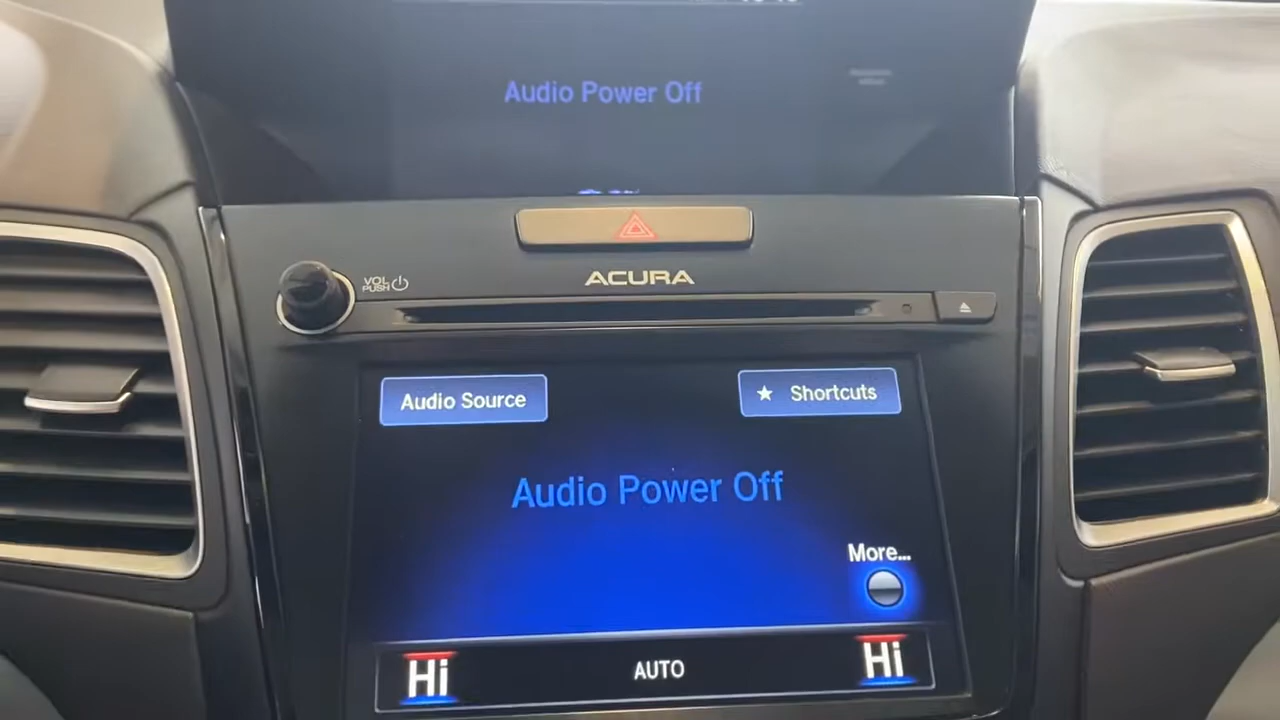 Audio Power Off
VOL
PUSH
ACURA
Audio Source
★ Shortcuts
Audio Power Off
More...
Hi
AUTO
Hi